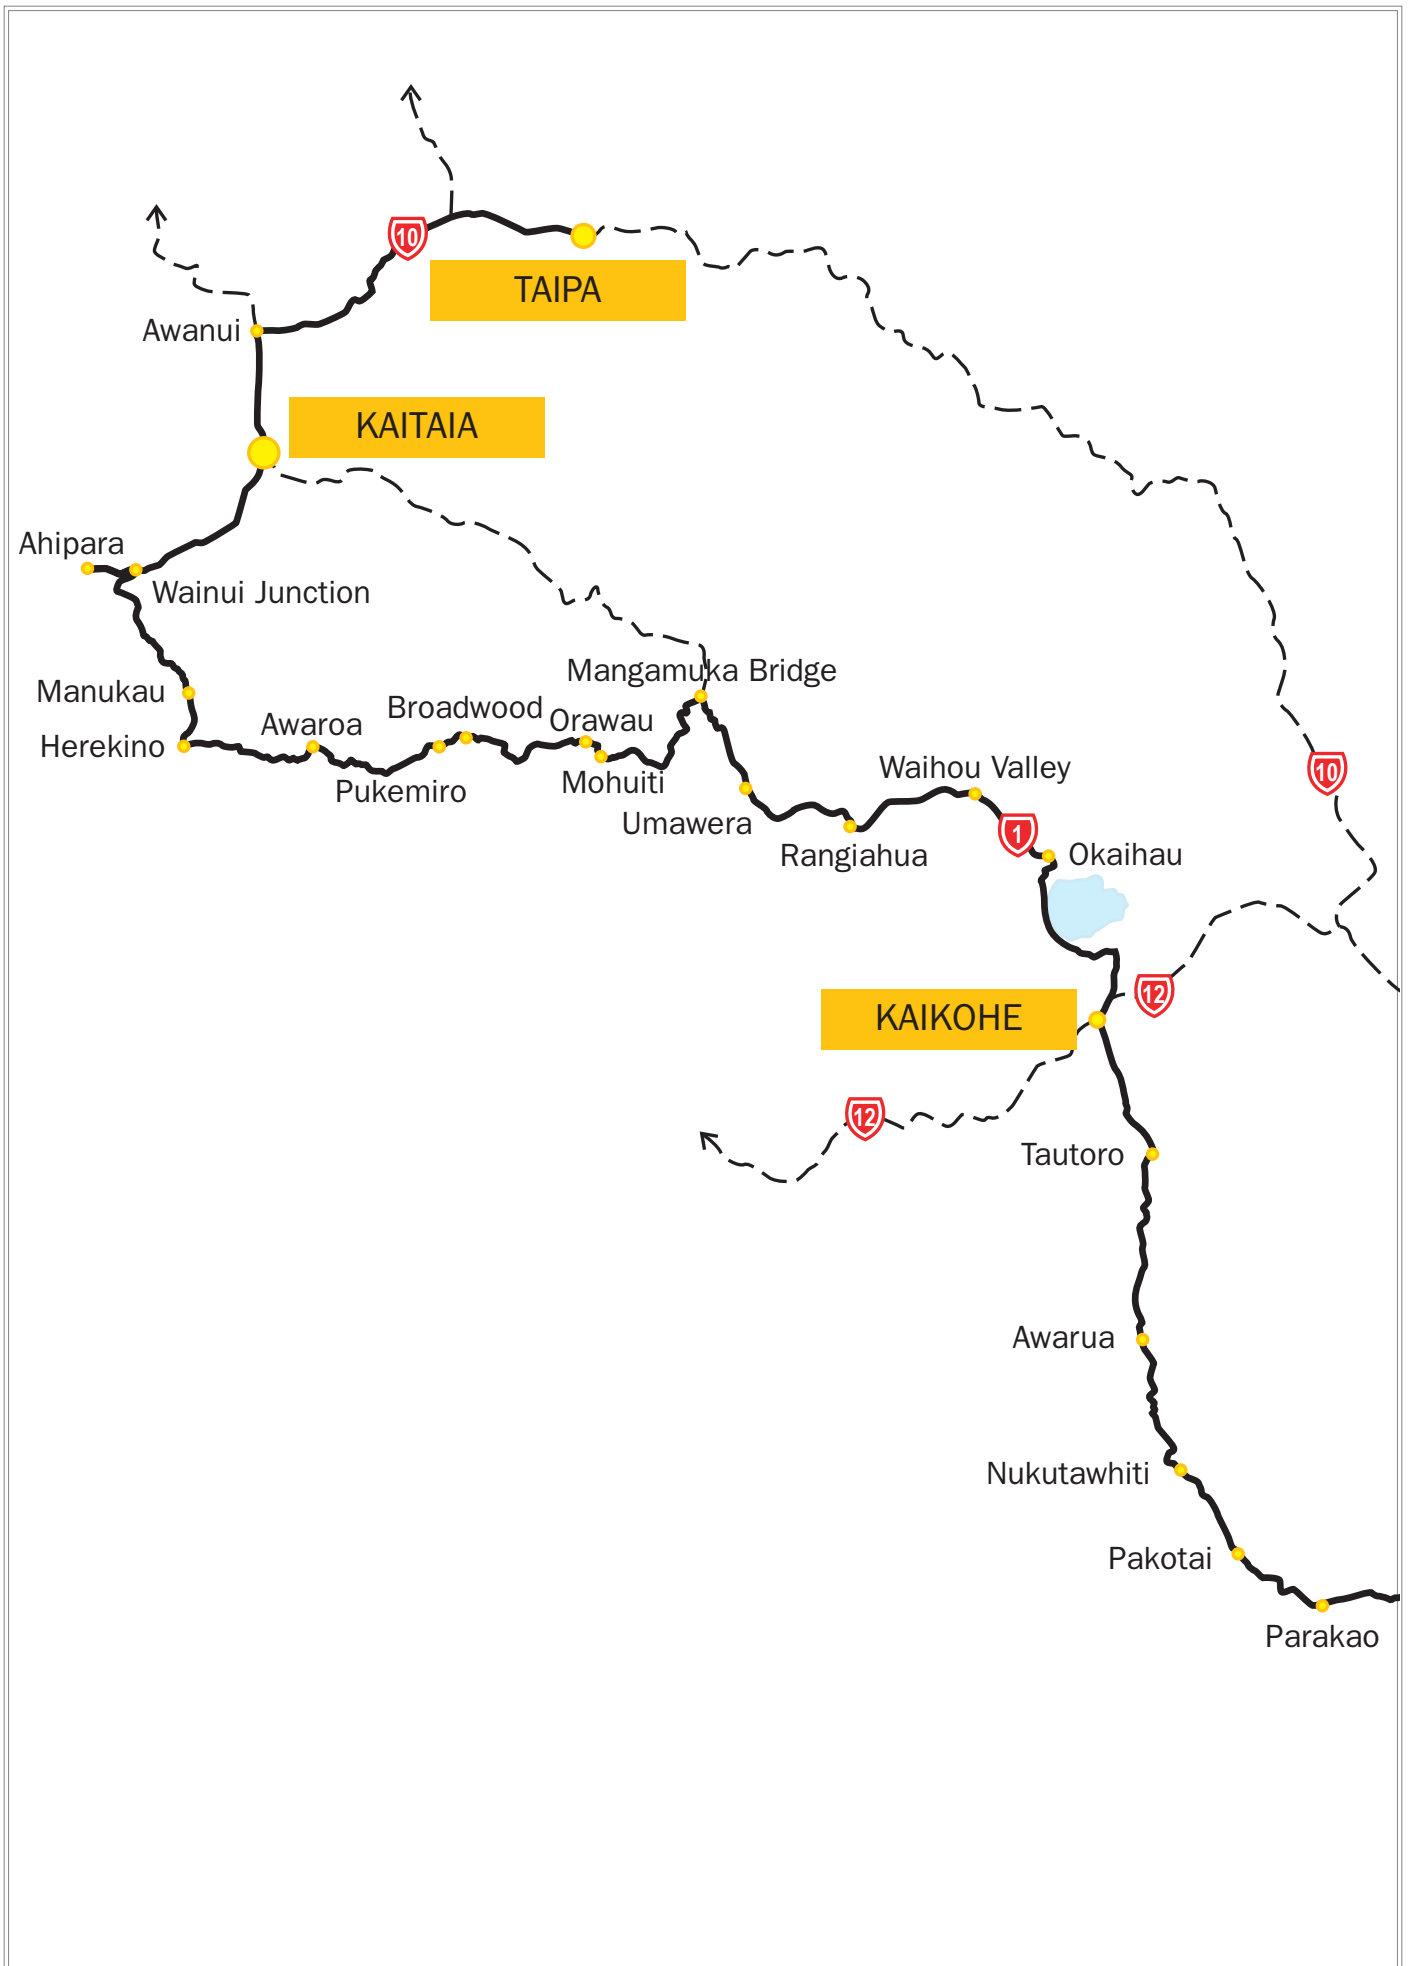 10
TAIPA
Awanui
KAITAIA
Ahipara
Wainui Junction
Mangamuka Bridge
Manukau
Broadwood
Orawau
Awaroa
Herekino
10
Waihou Valley
Mohuiti
Pukemiro
Umawera
1
Rangiahua
Okaihau
12
KAIKOHE
12
Tautoro
Awarua
Nukutawhiti
Pakotai
Parakao